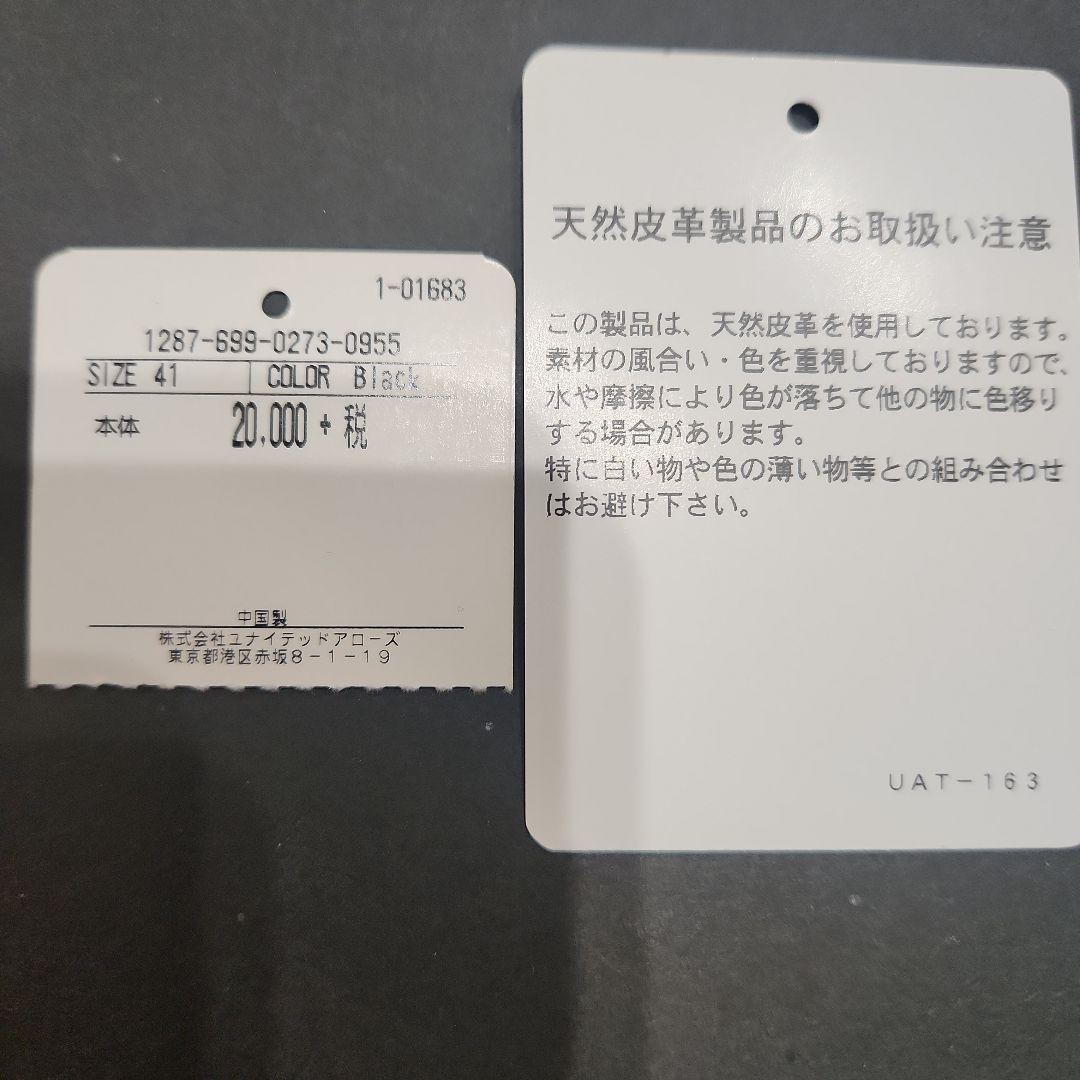 1-01683
1287-699-0273-0955
SIZE 41 COLOR Black
本体 20,000 + 税
中国製
株式会社ユナイテッドアローズ
東京都港区赤坂8-1-19
天然皮革製品のお取扱い注意
この製品は、天然皮革を使用しております。
素材の風合い・色を重視しておりますので、
水や摩擦により色が落ちて他の物に色移り
する場合があります。
特に白い物や色の薄い物等との組み合わせ
はお避け下さい。
UAT-163